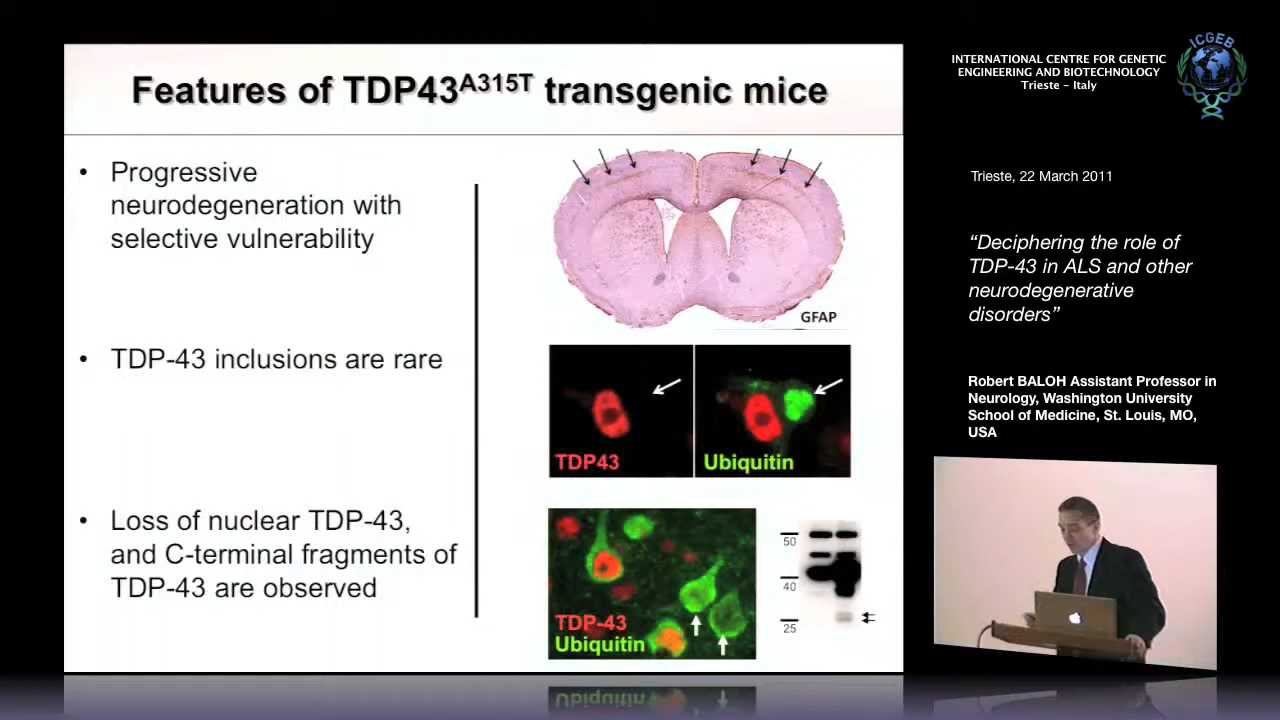 Features of TDP43A315T transgenic mice
• Progressive
neurodegeneration with
selective vulnerability
• TDP-43 inclusions are rare
• Loss of nuclear TDP-43,
and C-terminal fragments of
TDP-43 are observed
GFAP
TDP43
Ubiquitin
TDP-43
Ubiquitin
50
40
25
ICGEB
INTERNATIONAL CENTRE FOR GENETIC
ENGINEERING AND BIOTECHNOLOGY
Trieste – Italy
Trieste, 22 March 2011
“Deciphering the role of
TDP-43 in ALS and other
neurodegenerative
disorders”
Robert BALOH Assistant Professor in
Neurology, Washington University
School of Medicine, St. Louis, MO,
USA